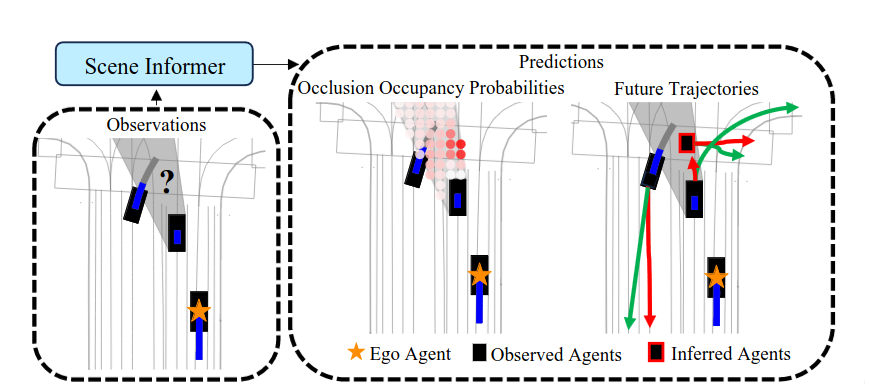 Scene Informer
Observations
?
Predictions
Occlusion Occupancy Probabilities
Future Trajectories
Ego Agent
Observed Agents
Inferred Agents